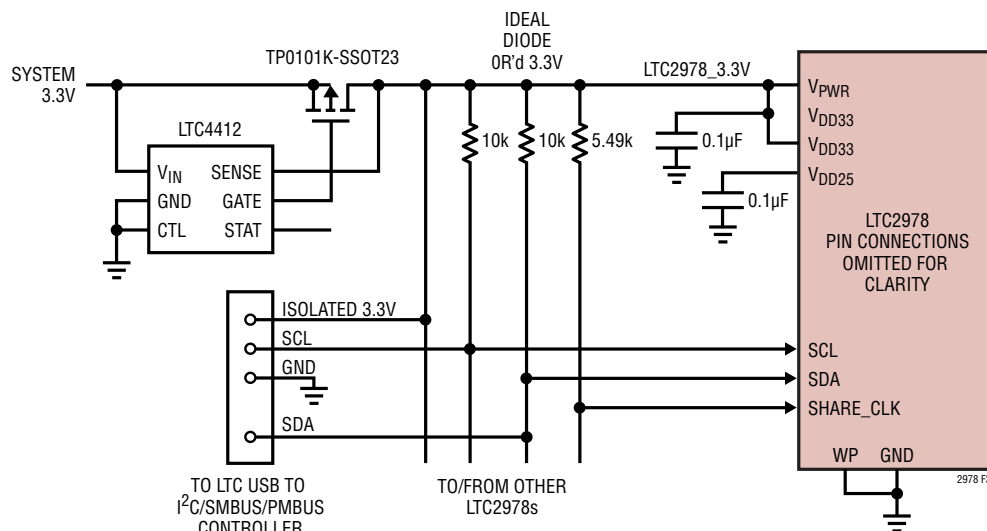 IDEAL
DIODE
OR'd 3.3V
TP0101K-SSOT23
SYSTEM
3.3V
LTC2978_3.3V
LTC4412
VIN
GND
CTL
SENSE
GATE
STAT
10k
10k
5.49k
0.1µF
0.1µF
VPWR
VDD33
VDD33
VDD25
LTC2978
PIN CONNECTIONS
OMITTED FOR
CLARITY
ISOLATED 3.3V
SCL
GND
SDA
SCL
SDA
SHARE_CLK
WP GND
TO LTC USB TO
I2C/SMBUS/PMBUS
CONTROLLER
TO/FROM OTHER
LTC2978s
2978